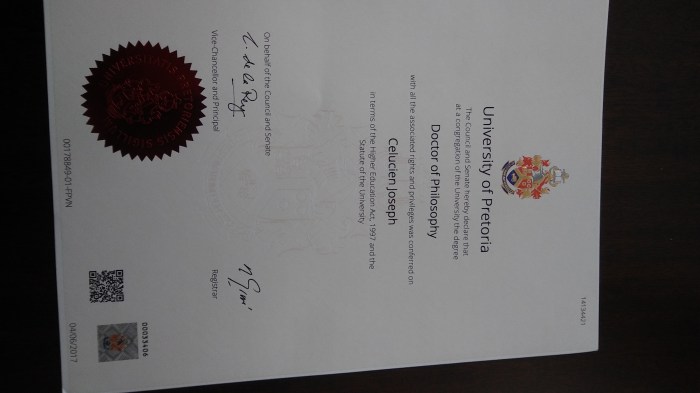 14134421
University of Pretoria
The Council and Senate hereby declare that
at a congregation of the University the degree
Doctor of Philosophy
with all the associated rights and privileges was conferred on
Celucien Joseph
in terms of the Higher Education Act, 1997 and the
Statute of the University
On behalf of the Council and Senate
Vice-Chancellor and Principal
Registrar
00033406
00178849-01-FPVN
04/06/2017